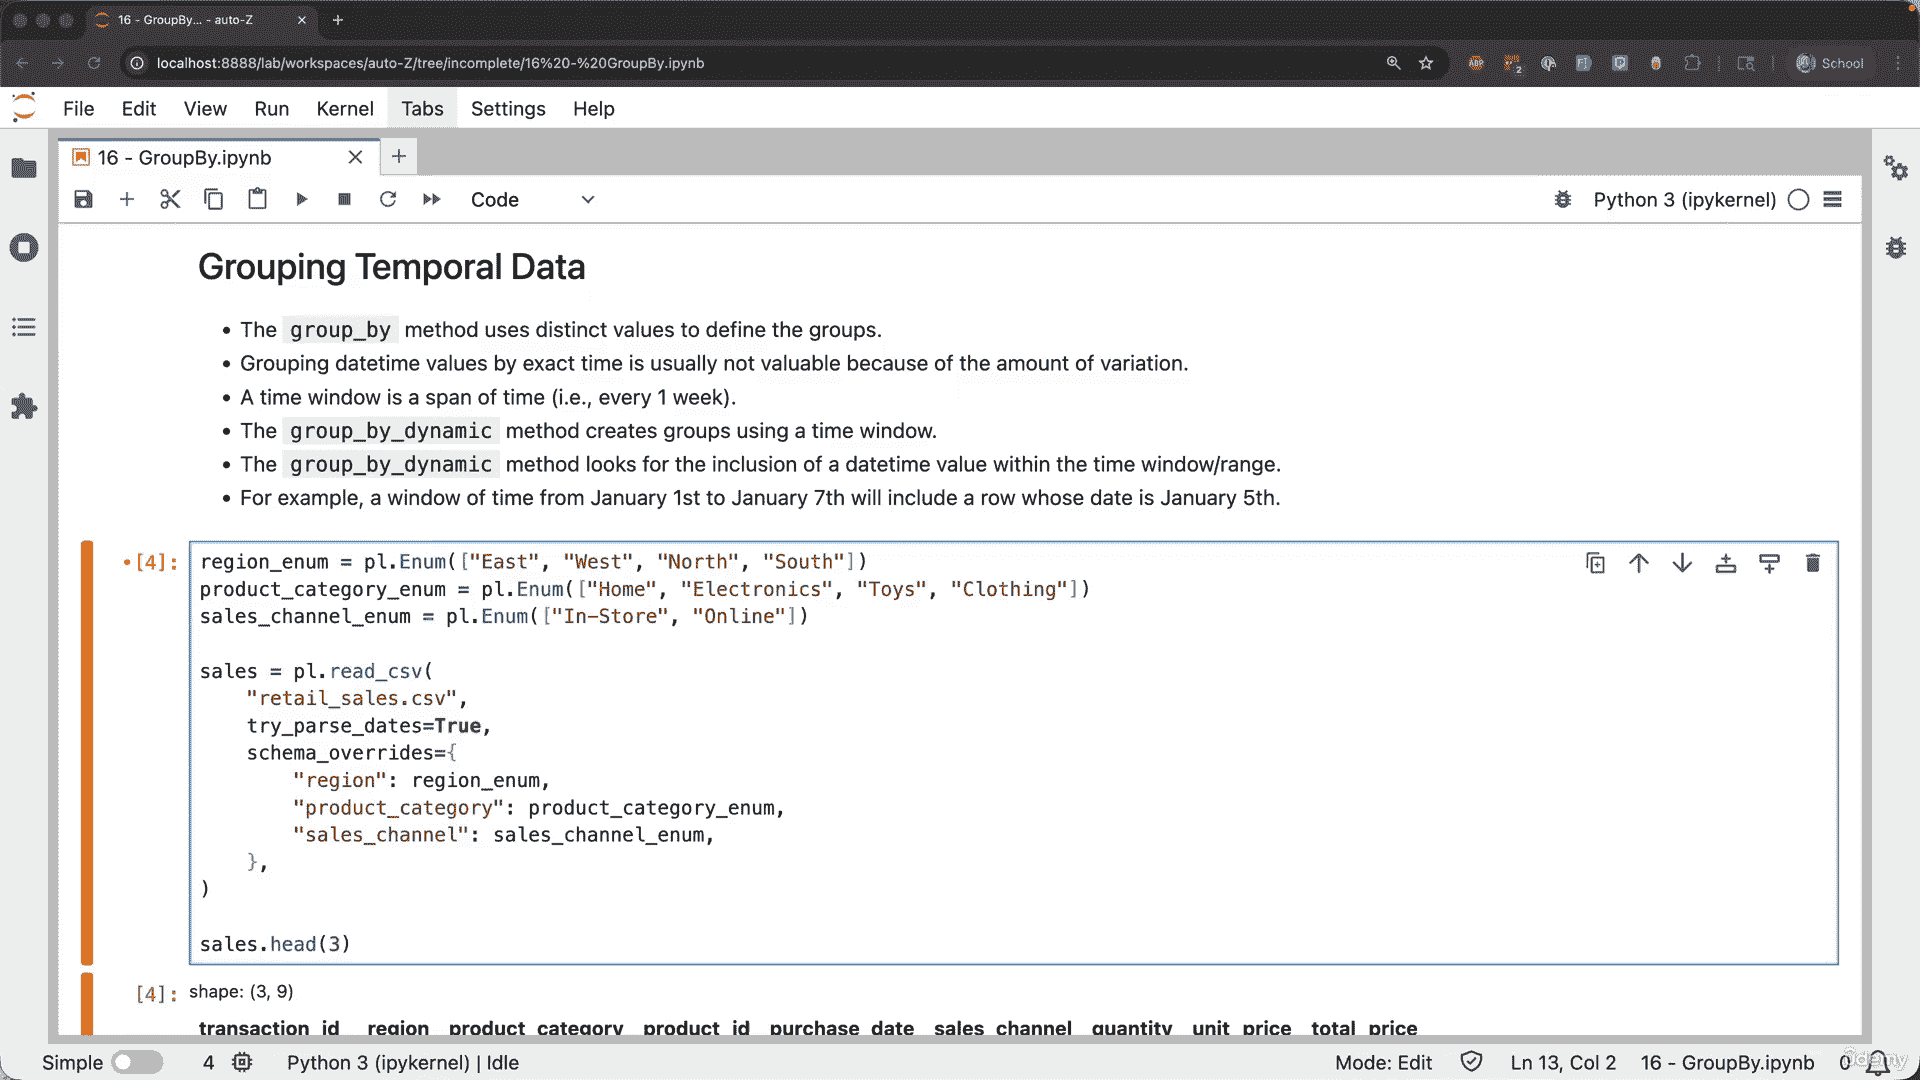 16 - GroupBy... - auto-Z
localhost:8888/lab/workspaces/auto-Z/tree/incomplete/16%20-%20GroupBy.ipynb
ABP
2
School
File Edit View Run Kernel Tabs Settings Help
16 - GroupBy.ipynb
Code
Python 3 (ipykernel)
Grouping Temporal Data
• The group_by method uses distinct values to define the groups.
• Grouping datetime values by exact time is usually not valuable because of the amount of variation.
• A time window is a span of time (i.e., every 1 week).
• The group_by_dynamic method creates groups using a time window.
• The group_by_dynamic method looks for the inclusion of a datetime value within the time window/range.
• For example, a window of time from January 1st to January 7th will include a row whose date is January 5th.
•[4]:
region_enum = pl.Enum(["East", "West", "North", "South"])
product_category_enum = pl.Enum(["Home", "Electronics", "Toys", "Clothing"])
sales_channel_enum = pl.Enum(["In-Store", "Online"])
sales = pl.read_csv(
"retail_sales.csv",
try_parse_dates=True,
schema_overrides={
"region": region_enum,
"product_category": product_category_enum,
"sales_channel": sales_channel_enum,
},
)
sales.head(3)
[4]: shape: (3, 9)
transaction_id region product_category product_id purchase_date sales_channel quantity unit_price total_price
Simple 4 Python 3 (ipykernel) | Idle Mode: Edit Ln 13, Col 2 16 - GroupBy.ipynb 0